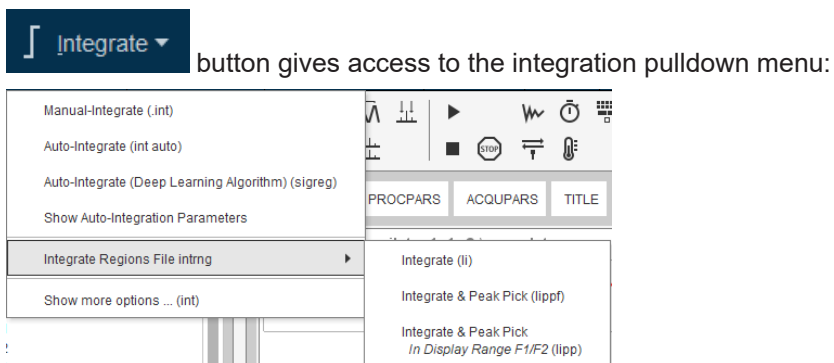 Integrate
button gives access to the integration pulldown menu:
Manual-Integrate (.int)
Auto-Integrate (int auto)
Auto-Integrate (Deep Learning Algorithm) (sigreg)
Show Auto-Integration Parameters
Integrate Regions File intrng
Show more options ... (int)
STOP
PROCPARS ACQUPARS TITLE
Integrate (li)
Integrate & Peak Pick (lippf)
Integrate & Peak Pick
In Display Range F1/F2 (lipp)